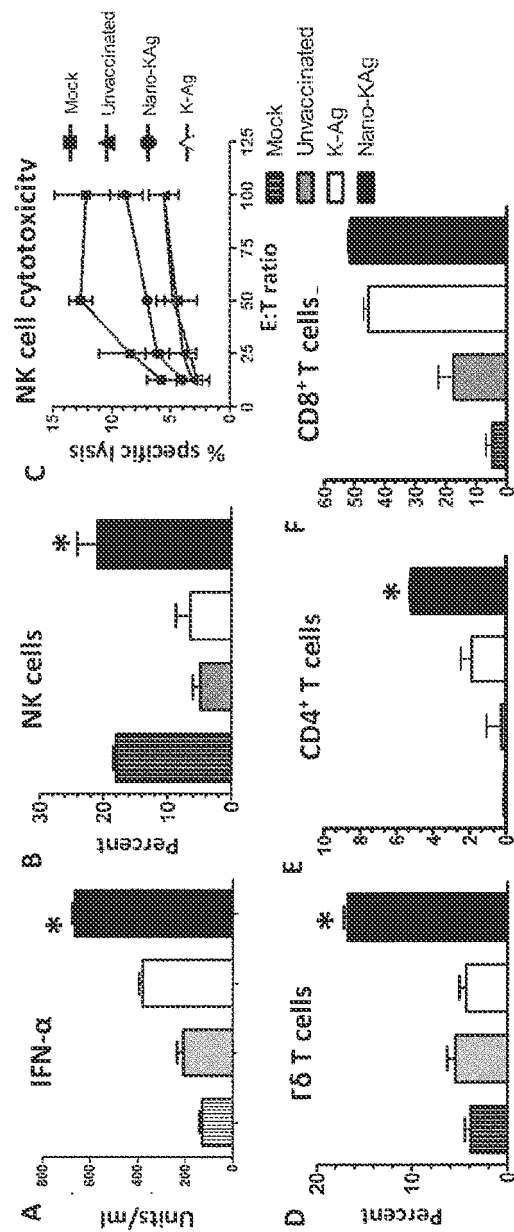 A
IFN-α
Units/ml
800
600
400
200
0
B
NK cells
Percent
30
20
10
0
*
C
NK cell cytotoxicity
% specific lysis
15
10
5
0
0
25
50
75
100
125
E:T ratio
Mock
Unvaccinated
Nano-KAg
K-Ag
D
ΓδT cells
Percent
20
10
0
*
E
CD4+ T cells
10
8
6
4
2
0
*
F
CD8+T cells
60
50
40
30
20
10
0
Mock
Unvaccinated
K-Ag
Nano-KAg
*